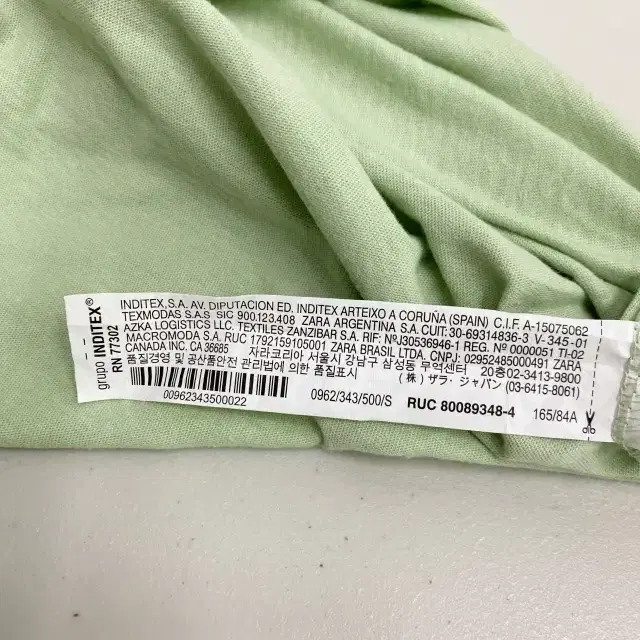 grupo INDITEX®
RN 77302
INDITEX,S.A. AV. DIPUTACION ED. INDITEX ARTEIXO A CORUÑA (SPAIN) C.I.F. A-15075062
TEXMODAS S.A.S SIC 900.123.408 ZARA ARGENTINA S.A. CUIT: 30-69314836-3 V-345-01
AZKA LOGISTICS LLC. TEXTILES ZANZIBAR S.A. RIF: NºJ30536946-1 REG. Nº 0000051 TI-02
MACROMODA S.A. RUC 1792159105001 ZARA BRASIL LTDA. CNPJ: 02952485000491 ZARA
CANADA INC. CA 36685 자라코리아 서울시 강남구 삼성동 무역센터 20층 02-3413-9800
품질경영 및 공산품안전 관리법에 의한 품질표시 (株) ザラ・ジャパン (03-6415-8061)
00962343500022
0962/343/500/S
RUC 80089348-4
165/84A